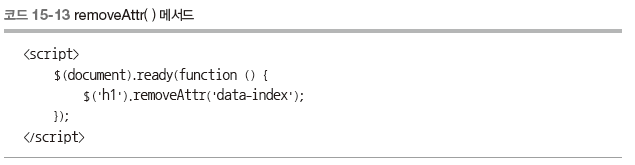 코드 15-13 removeAttr( ) 메서드
<script>
$(document).ready(function () {
$('h1').removeAttr('data-index');
});
</script>